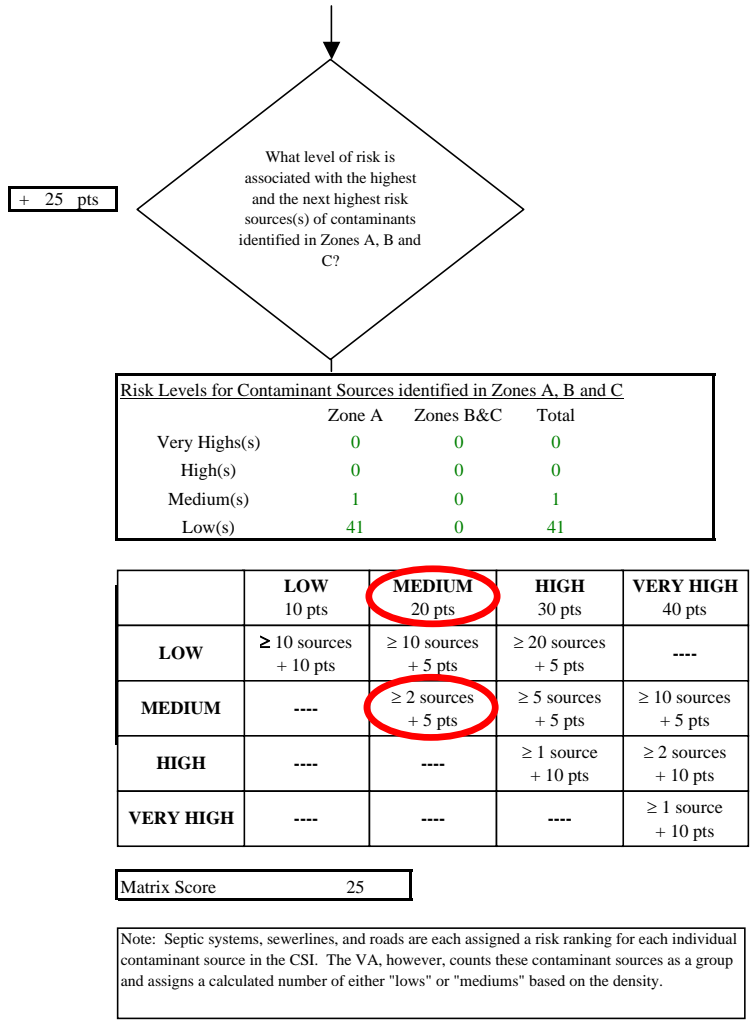 What level of risk is
associated with the highest
and the next highest risk
sources(s) of contaminants
identified in Zones A, B and
C?
+ 25 pts
Risk Levels for Contaminant Sources identified in Zones A, B and C
Zone A Zones B&C Total
Very Highs(s) 0 0 0
High(s) 0 0 0
Medium(s) 1 0 1
Low(s) 41 0 41
LOW MEDIUM HIGH VERY HIGH
10 pts 20 pts 30 pts 40 pts
LOW ≥ 10 sources ≥ 10 sources ≥ 20 sources ----
+ 10 pts + 5 pts + 5 pts
MEDIUM ---- ≥ 2 sources ≥ 5 sources ≥ 10 sources
+ 5 pts + 5 pts + 5 pts
HIGH ---- ---- ≥ 1 source ≥ 2 sources
+ 10 pts + 10 pts
VERY HIGH ---- ---- ---- ≥ 1 source
+ 10 pts
Matrix Score 25
Note: Septic systems, sewerlines, and roads are each assigned a risk ranking for each individual
contaminant source in the CSI. The VA, however, counts these contaminant sources as a group
and assigns a calculated number of either "lows" or "mediums" based on the density.